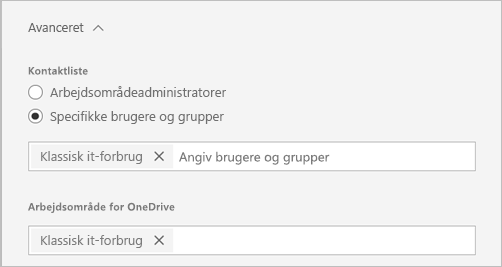 Avanceret
Kontaktliste
Arbejdsområdeadministratorer
Specifikke brugere og grupper
Klassisk it-forbrug Angiv brugere og grupper
Arbejdsområde for OneDrive
Klassisk it-forbrug